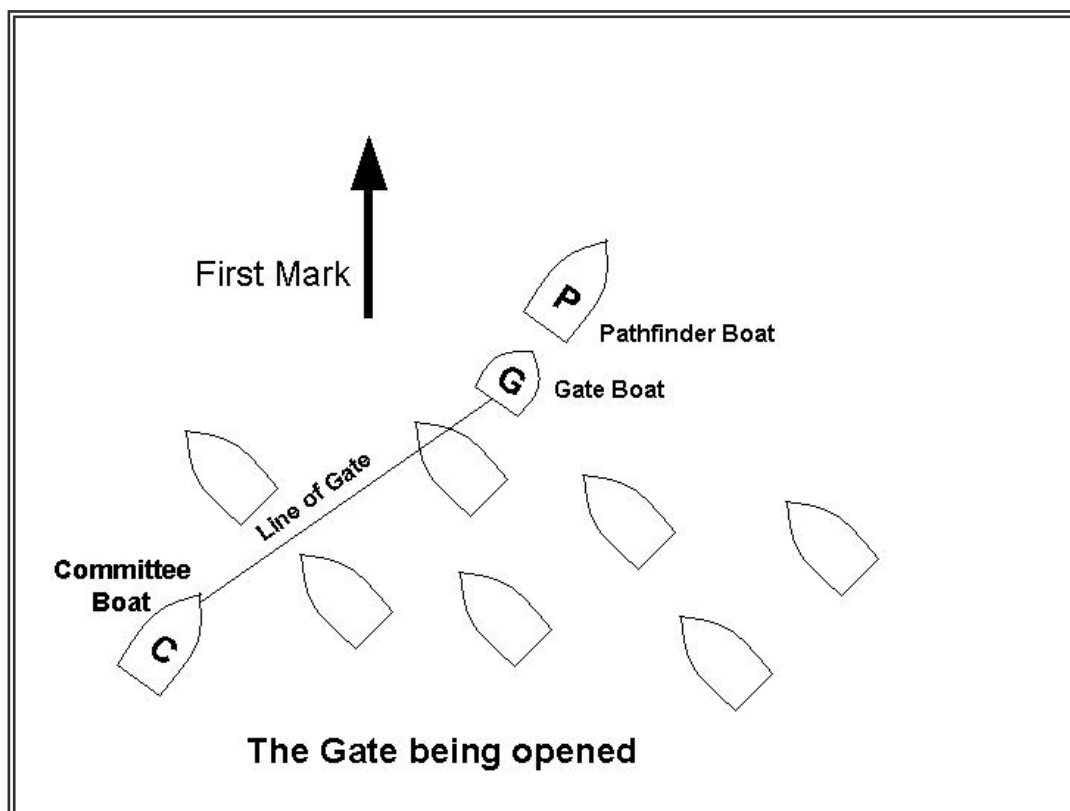 First Mark
P
Pathfinder Boat
G
Gate Boat
Line of Gate
Committee
Boat
C
The Gate being opened